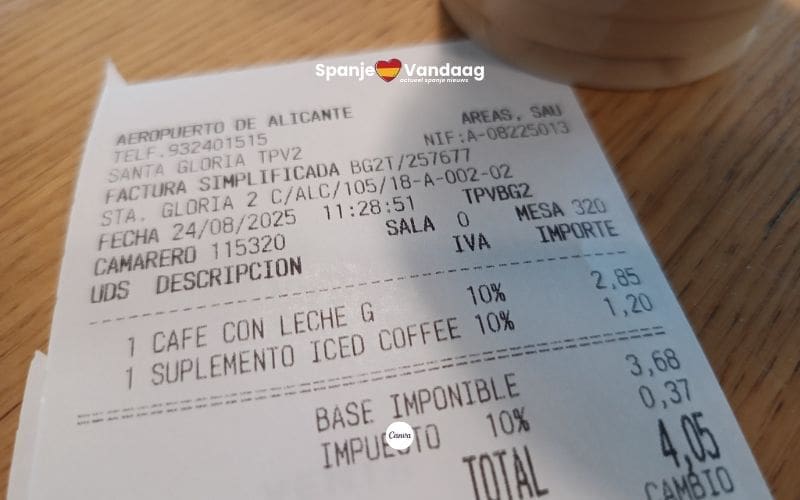 Spanje Vandaag
actueel spanje nieuws
AEROPUERTO DE ALICANTE AREAS, SAU
TELF.932401515 NIF:A-08225013
SANTA GLORIA TPV2
FACTURA SIMPLIFICADA BG2T/257677
STA. GLORIA 2 C/ALC/105/18-A-002-02
FECHA 24/08/2025 11:28:51 TPVBG2
CAMARERO 115320 SALA 0 MESA 320
UDS DESCRIPCION IVA IMPORTE
1 CAFE CON LECHE G 10% 2,85
1 SUPLEMENTO ICED COFFEE 10% 1,20
BASE IMPONIBLE 3,68
IMPUESTO 10% 0,37
TOTAL 4,05
CAMBIO
Canva